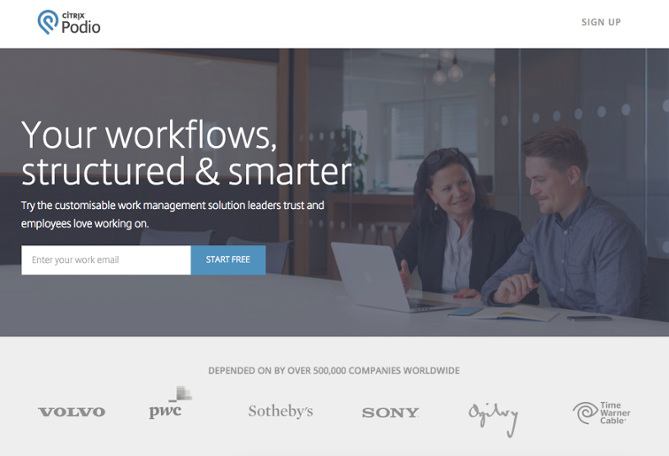 CİTRIX
Podio
SIGN UP
Your workflows,
structured & smarter
Try the customisable work management solution leaders trust and
employees love working on.
Enter your work email
START FREE
DEPENDED ON BY OVER 500,000 COMPANIES WORLDWIDE
VOLVO
pwc
Sotheby's
SONY
Ogilvy
Time
Warner
Cable